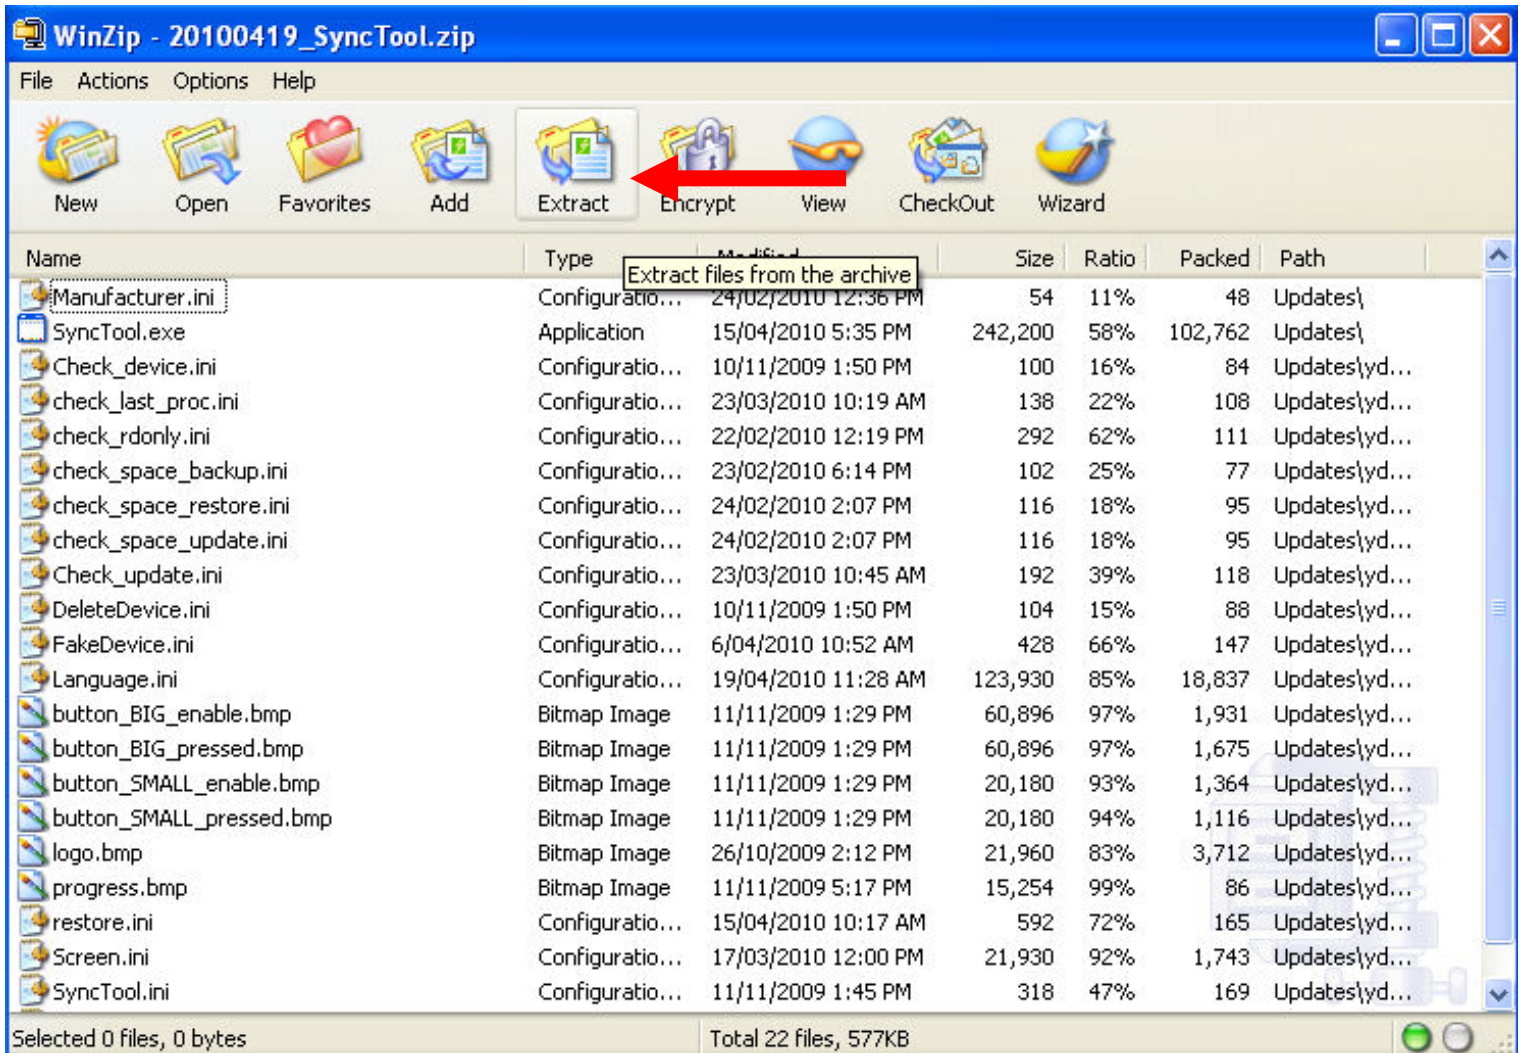 WinZip - 20100419_SyncTool.zip
File Actions Options Help
New Open Favorites Add Extract Encrypt View CheckOut Wizard
Name Type Modified Size Ratio Packed Path
Extract files from the archive
Manufacturer.ini Configuratio... 24/02/2010 12:36 PM 54 11% 48 Updates\
SyncTool.exe Application 15/04/2010 5:35 PM 242,200 58% 102,762 Updates\
Check_device.ini Configuratio... 10/11/2009 1:50 PM 100 16% 84 Updates\yd...
check_last_proc.ini Configuratio... 23/03/2010 10:19 AM 138 22% 108 Updates\yd...
check_rdonly.ini Configuratio... 22/02/2010 12:19 PM 292 62% 111 Updates\yd...
check_space_backup.ini Configuratio... 23/02/2010 6:14 PM 102 25% 77 Updates\yd...
check_space_restore.ini Configuratio... 24/02/2010 2:07 PM 116 18% 95 Updates\yd...
check_space_update.ini Configuratio... 24/02/2010 2:07 PM 116 18% 95 Updates\yd...
Check_update.ini Configuratio... 23/03/2010 10:45 AM 192 39% 118 Updates\yd...
DeleteDevice.ini Configuratio... 10/11/2009 1:50 PM 104 15% 88 Updates\yd...
FakeDevice.ini Configuratio... 6/04/2010 10:52 AM 428 66% 147 Updates\yd...
Language.ini Configuratio... 19/04/2010 11:28 AM 123,930 85% 18,837 Updates\yd...
button_BIG_enable.bmp Bitmap Image 11/11/2009 1:29 PM 60,896 97% 1,931 Updates\yd...
button_BIG_pressed.bmp Bitmap Image 11/11/2009 1:29 PM 60,896 97% 1,675 Updates\yd...
button_SMALL_enable.bmp Bitmap Image 11/11/2009 1:29 PM 20,180 93% 1,364 Updates\yd...
button_SMALL_pressed.bmp Bitmap Image 11/11/2009 1:29 PM 20,180 94% 1,116 Updates\yd...
logo.bmp Bitmap Image 26/10/2009 2:12 PM 21,960 83% 3,712 Updates\yd...
progress.bmp Bitmap Image 11/11/2009 5:17 PM 15,254 99% 86 Updates\yd...
restore.ini Configuratio... 15/04/2010 10:17 AM 592 72% 165 Updates\yd...
Screen.ini Configuratio... 17/03/2010 12:00 PM 21,930 92% 1,743 Updates\yd...
SyncTool.ini Configuratio... 11/11/2009 1:45 PM 318 47% 169 Updates\yd...
Selected 0 files, 0 bytes Total 22 files, 577KB